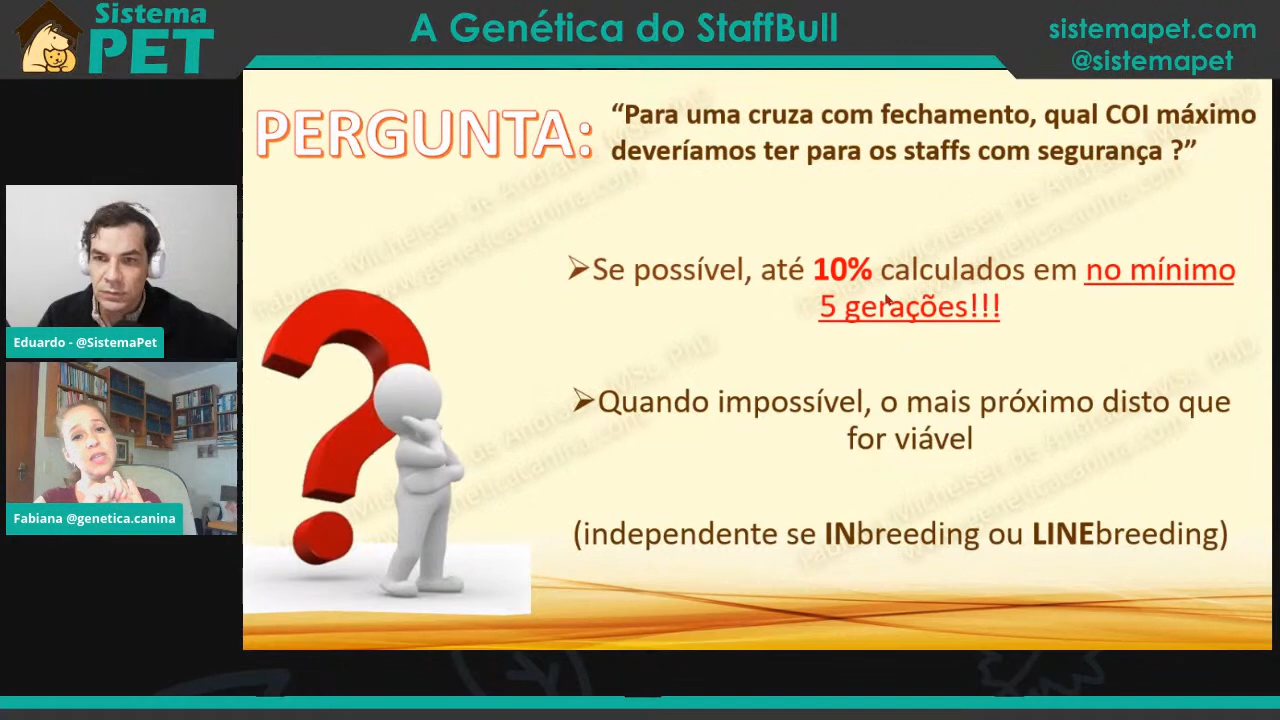 Sistema
PET
A Genética do StaffBull
sistemapet.com
@sistemapet
PERGUNTA:
“Para uma cruza com fechamento, qual COI máximo
deveríamos ter para os staffs com segurança ?”
➢Se possível, até 10% calculados em no mínimo
5 gerações!!!
➢Quando impossível, o mais próximo disto que
for viável
(independente se INbreeding ou LINEbreeding)
Eduardo - @SistemaPet
Fabiana @genetica.canina